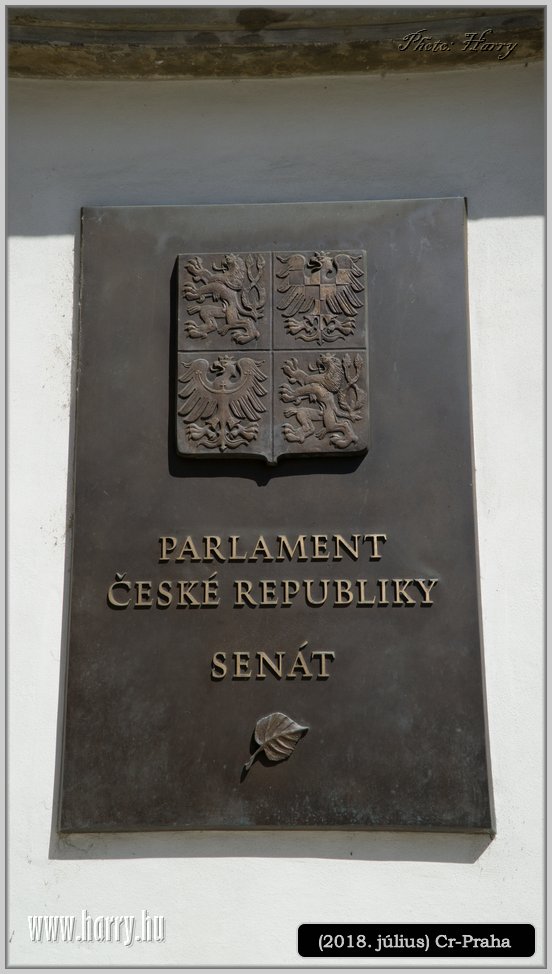 Photo: Harry
PARLAMENT
ČESKÉ REPUBLIKY
SENÁT
www.harry.hu
(2018. július) Cr-Praha